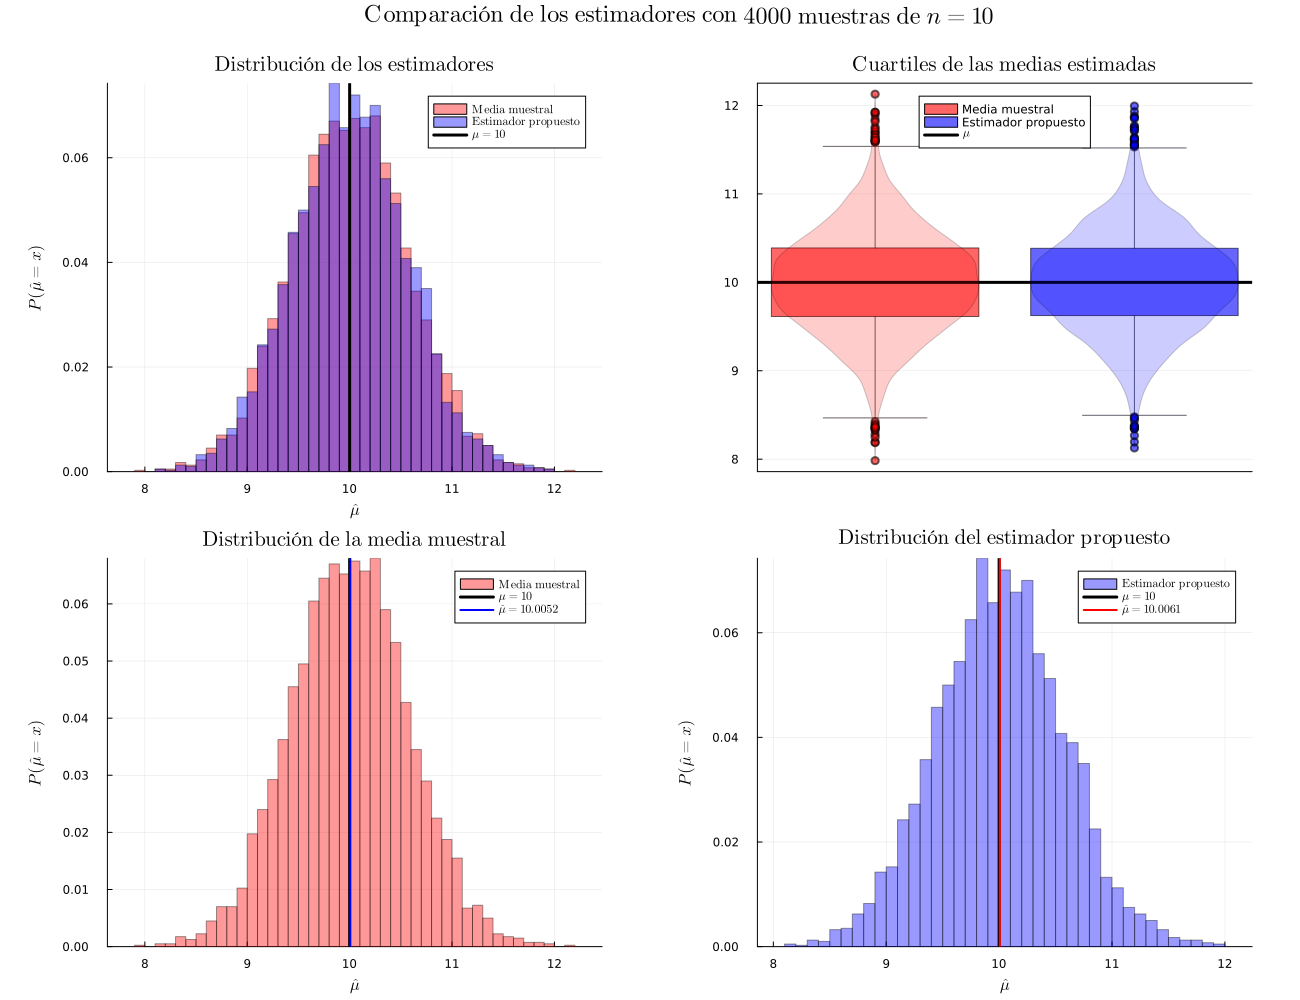 Comparación de los estimadores con 4000 muestras de n = 10
Distribución de los estimadores
Media muestral
Estimador propuesto
μ = 10
P(μ̂ = x)
0.06
0.04
0.02
0.00
8 9 10 11 12
μ̂
Cuartiles de las medias estimadas
Media muestral
Estimador propuesto
μ
12
11
10
9
8
Distribución de la media muestral
Media muestral
μ = 10
μ̂ = 10.0052
P(μ̂ = x)
0.06
0.05
0.04
0.03
0.02
0.01
0.00
8 9 10 11 12
μ̂
Distribución del estimador propuesto
Estimador propuesto
μ = 10
μ̂ = 10.0061
P(μ̂ = x)
0.06
0.04
0.02
0.00
8 9 10 11 12
μ̂